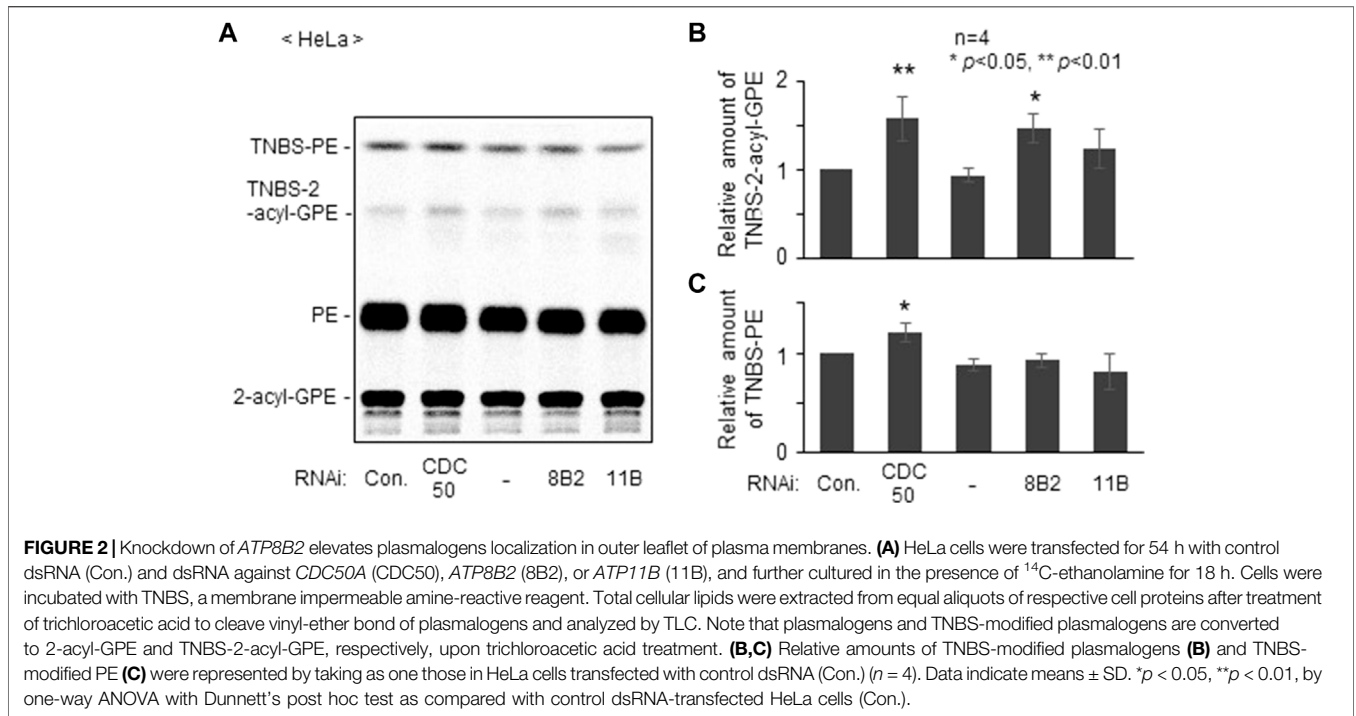 A
< HeLa >
TNBS-PE -
TNBS-2
-acyl-GPE -
PE -
2-acyl-GPE -
RNAi: Con. CDC 50 - 8B2 11B
B
n=4
* p<0.05, ** p<0.01
Relative amount of
TNBS-2-acyl-GPE
2
1
0
**
*
C
Relative amount
of TNBS-PE
1
0
*
RNAi: Con. CDC 50 - 8B2 11B
FIGURE 2 | Knockdown of ATP8B2 elevates plasmalogens localization in outer leaflet of plasma membranes. (A) HeLa cells were transfected for 54 h with control
dsRNA (Con.) and dsRNA against CDC50A (CDC50), ATP8B2 (8B2), or ATP11B (11B), and further cultured in the presence of ¹⁴C-ethanolamine for 18 h. Cells were
incubated with TNBS, a membrane impermeable amine-reactive reagent. Total cellular lipids were extracted from equal aliquots of respective cell proteins after treatment
of trichloroacetic acid to cleave vinyl-ether bond of plasmalogens and analyzed by TLC. Note that plasmalogens and TNBS-modified plasmalogens are converted
to 2-acyl-GPE and TNBS-2-acyl-GPE, respectively, upon trichloroacetic acid treatment. (B,C) Relative amounts of TNBS-modified plasmalogens (B) and TNBS-
modified PE (C) were represented by taking as one those in HeLa cells transfected with control dsRNA (Con.) (n = 4). Data indicate means ± SD. *p < 0.05, **p < 0.01, by
one-way ANOVA with Dunnett's post hoc test as compared with control dsRNA-transfected HeLa cells (Con.).